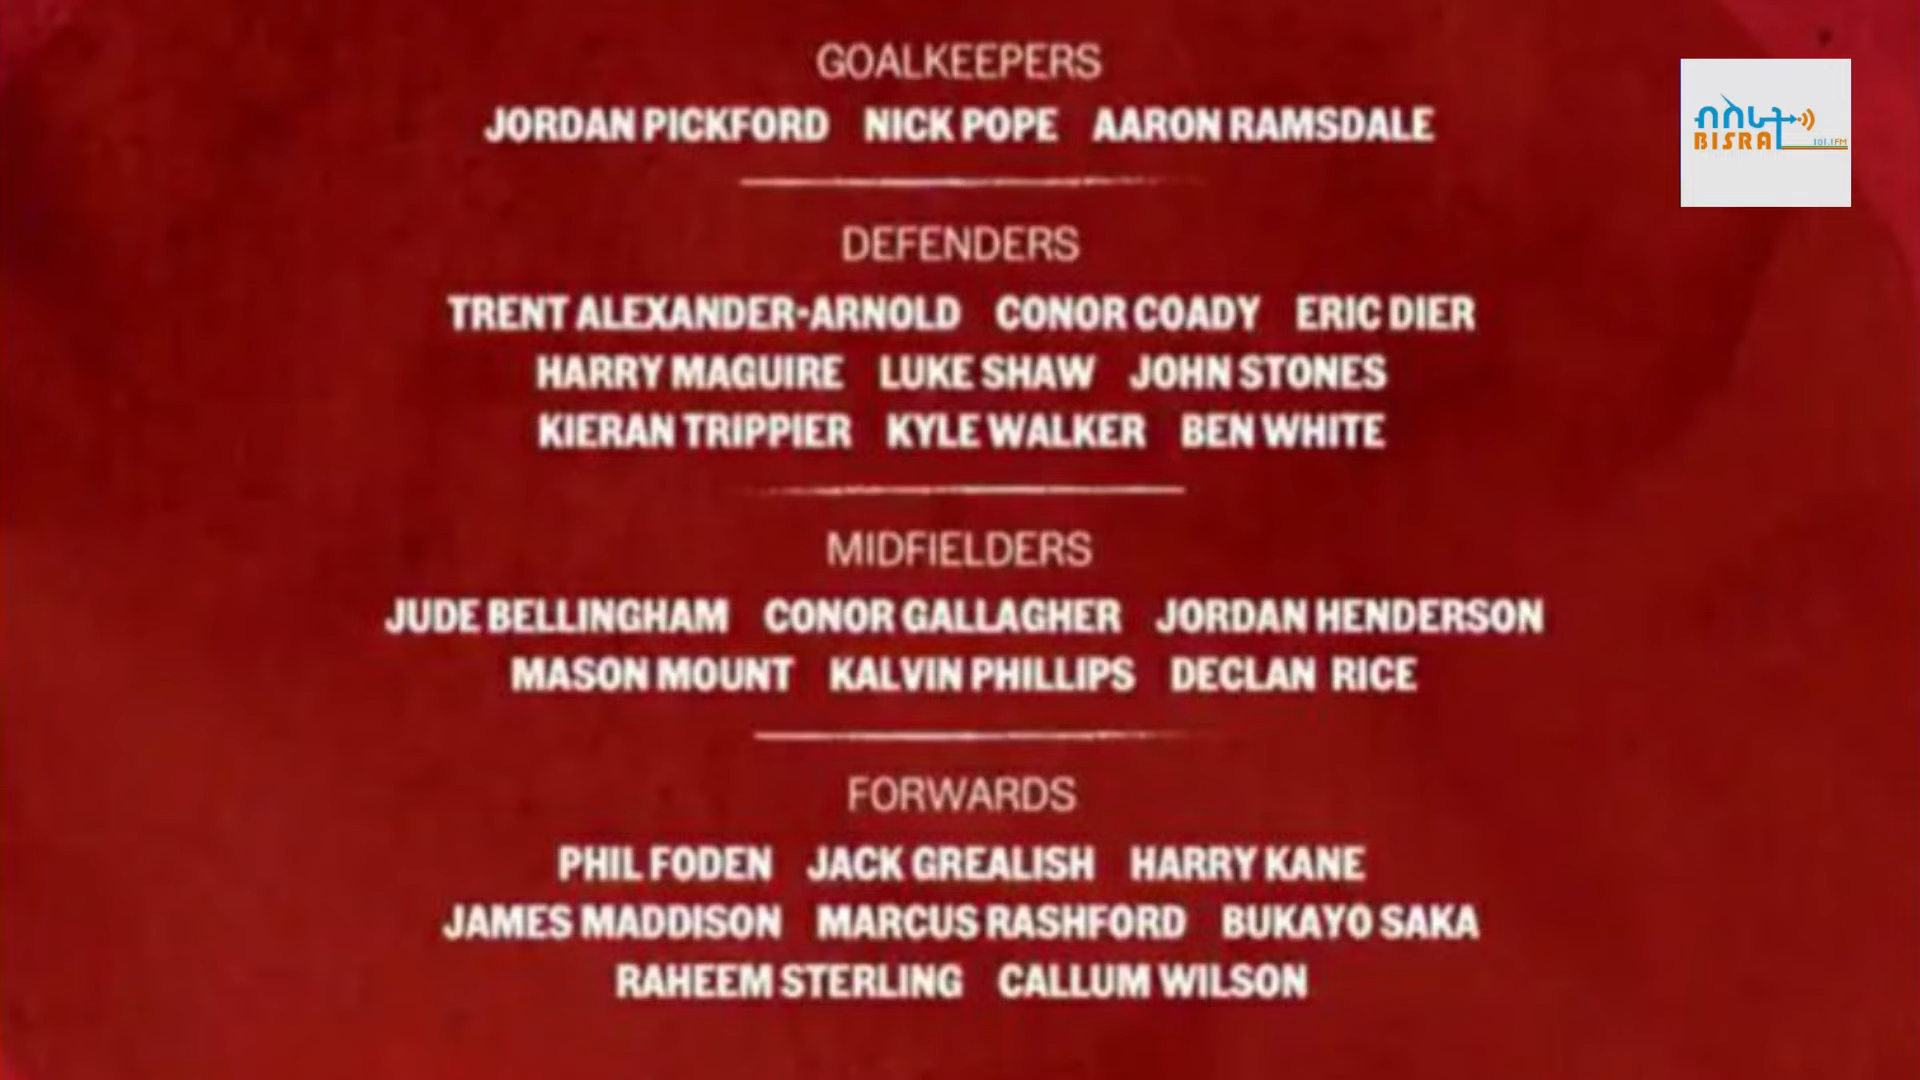 GOALKEEPERS
JORDAN PICKFORD NICK POPE AARON RAMSDALE
ብስራት
BISRAT 101.1FM
DEFENDERS
TRENT ALEXANDER-ARNOLD CONOR COADY ERIC DIER
HARRY MAGUIRE LUKE SHAW JOHN STONES
KIERAN TRIPPIER KYLE WALKER BEN WHITE
MIDFIELDERS
JUDE BELLINGHAM CONOR GALLAGHER JORDAN HENDERSON
MASON MOUNT KALVIN PHILLIPS DECLAN RICE
FORWARDS
PHIL FODEN JACK GREALISH HARRY KANE
JAMES MADDISON MARCUS RASHFORD BUKAYO SAKA
RAHEEM STERLING CALLUM WILSON